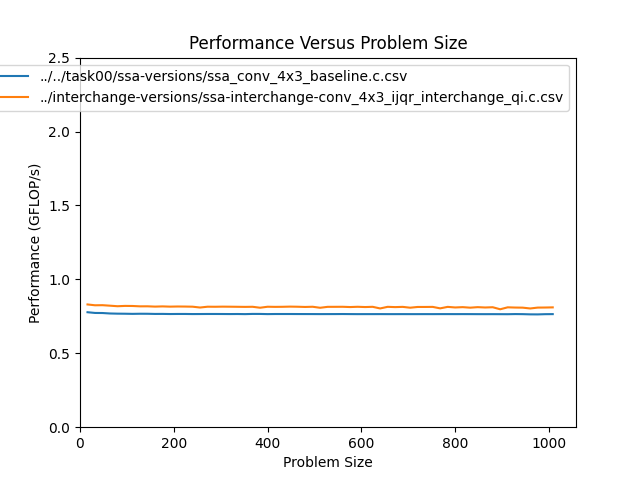 Performance Versus Problem Size
2.5
../../task00/ssa-versions/ssa_conv_4x3_baseline.c.csv
../interchange-versions/ssa-interchange-conv_4x3_ijqr_interchange_qi.c.csv
2.0
1.5
1.0
0.5
0.0
Performance (GFLOP/s)
0 200 400 600 800 1000
Problem Size